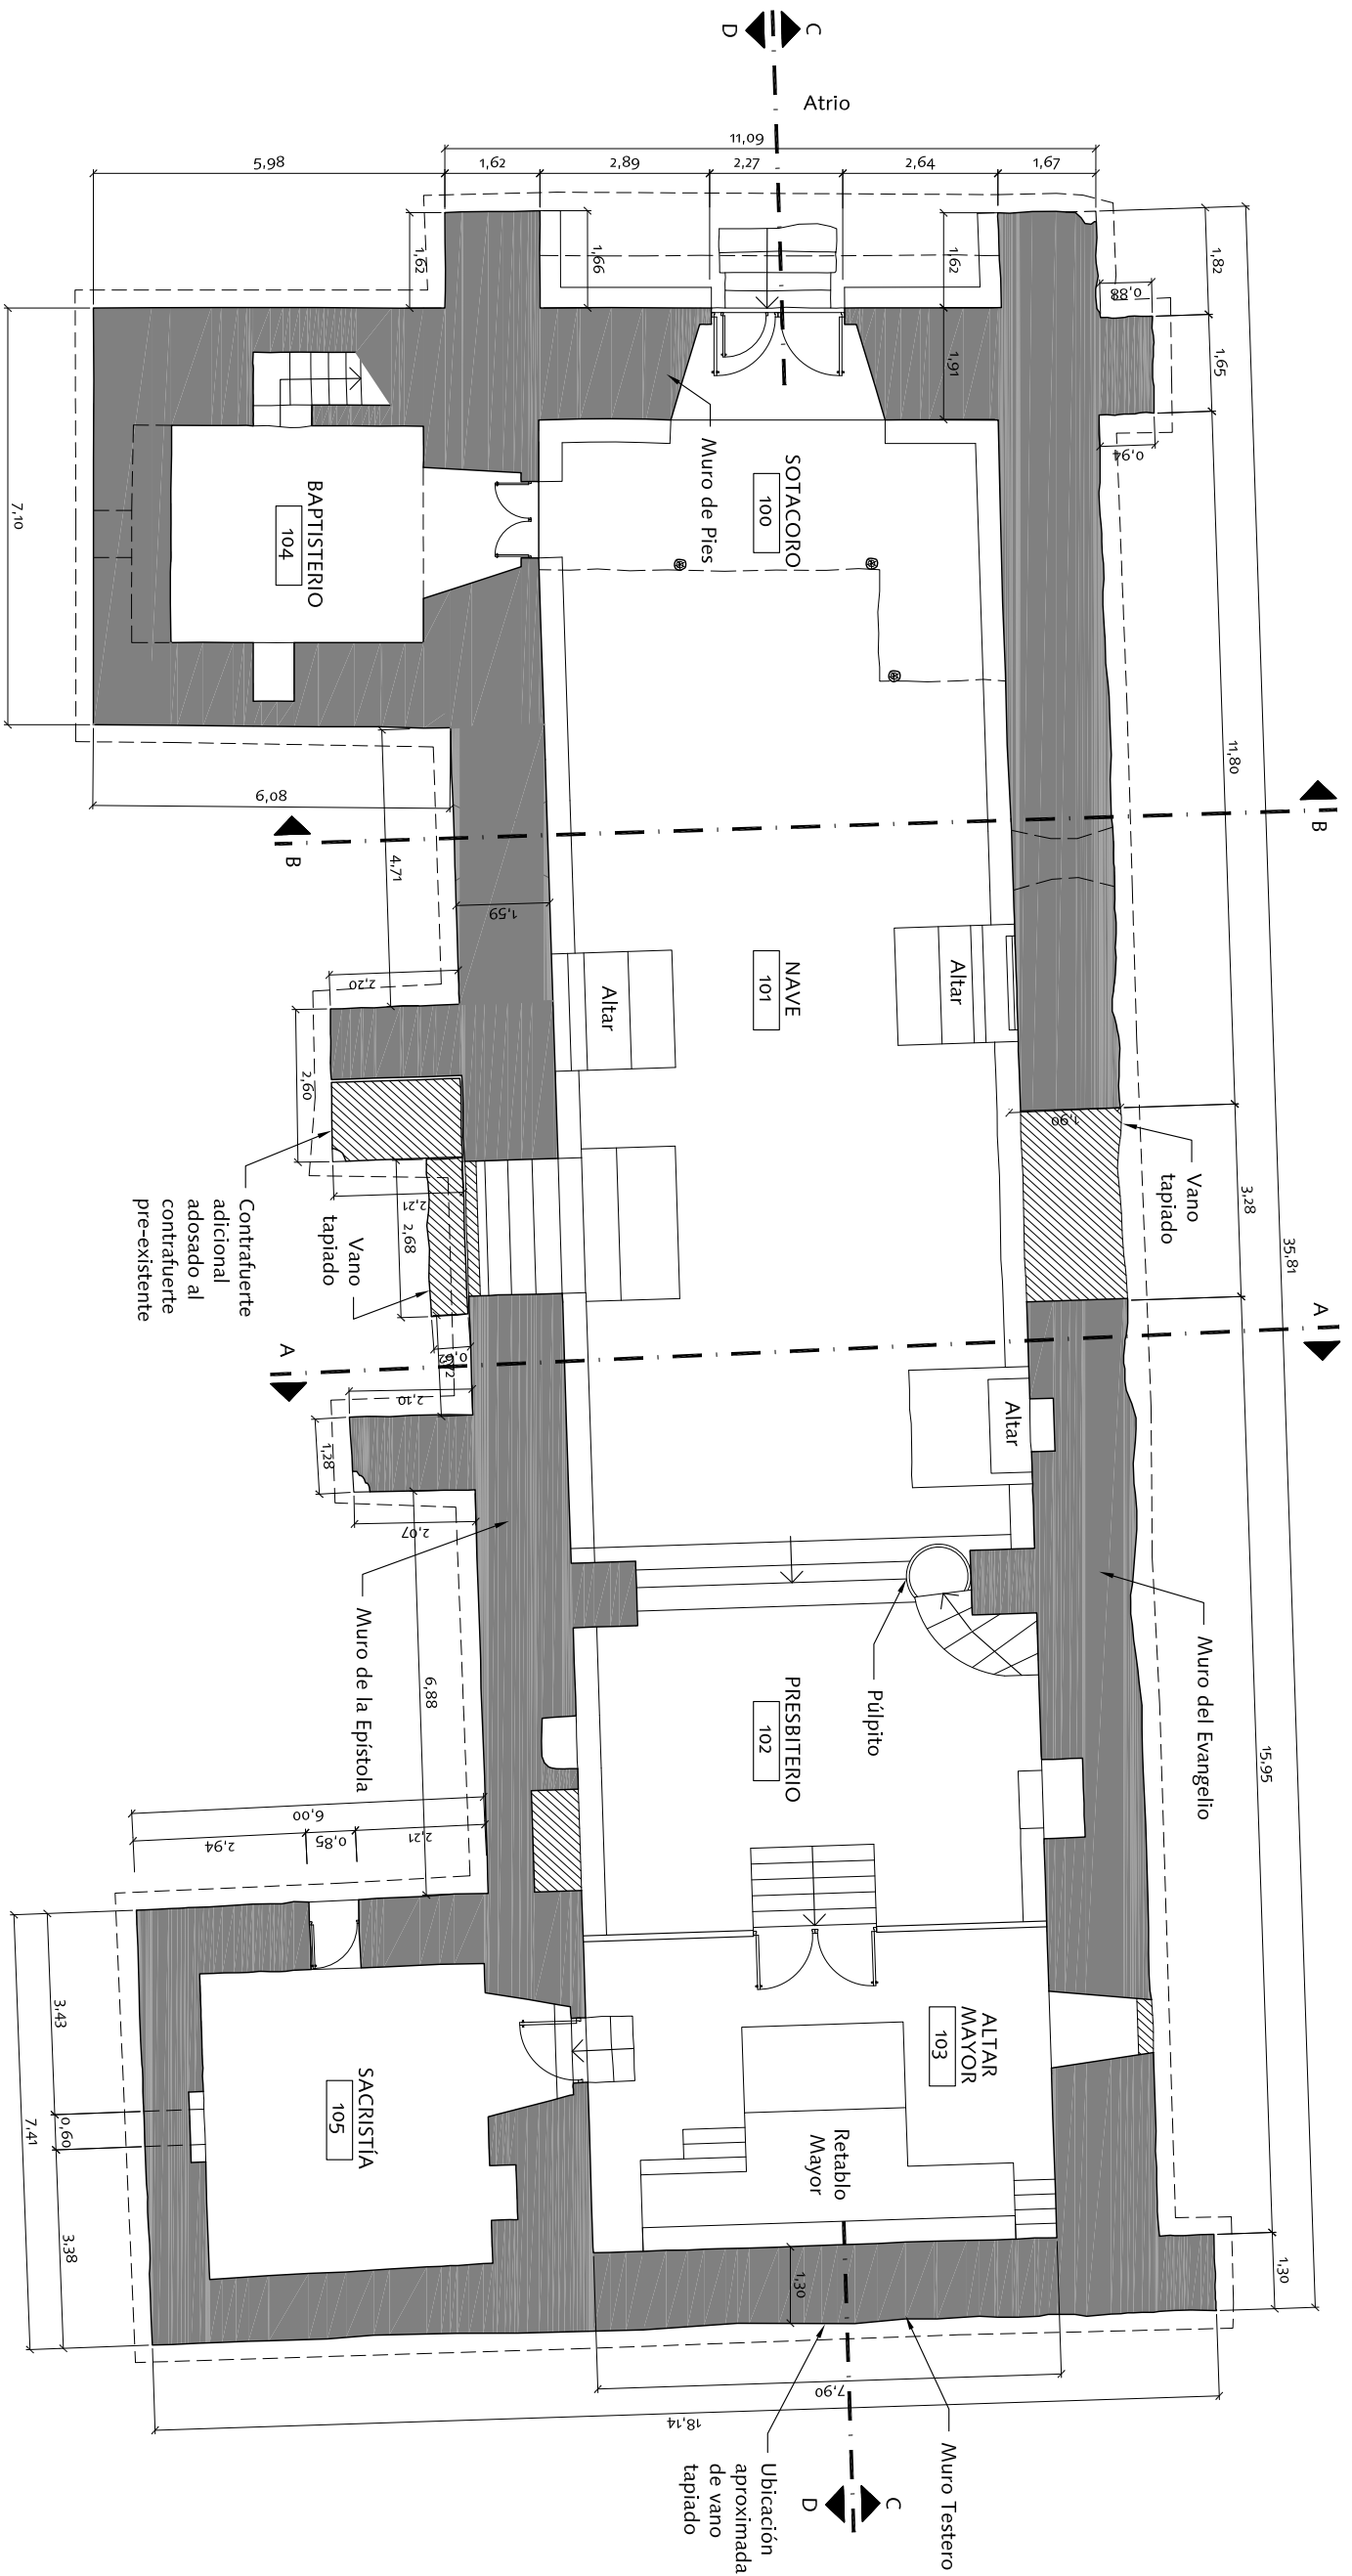 C
D
Atrio
11,09
5,98
1,62
2,89
2,27
2,64
1,67
1,62
1,66
1,62
1,82
0,88
1,65
1,91
0,94
Muro de Pies
SOTACORO
100
BAPTISTERIO
104
7,10
11,80
35,81
6,08
B
B
4,71
1,59
2,20
2,60
Altar
NAVE
101
Altar
1,90
Vano
tapiado
3,28
2,21
2,68
Vano
tapiado
Contrafuerte
adicional
adosado al
contrafuerte
pre-existente
A
A
0,62
2,10
1,28
2,07
Altar
Muro de la Epístola
6,88
Púlpito
PRESBITERIO
102
Muro del Evangelio
15,95
6,00
2,94
0,85
2,21
3,43
0,60
3,38
7,41
SACRISTÍA
105
ALTAR
MAYOR
103
Retablo
Mayor
1,30
1,30
7,90
18,14
Muro Testero
Ubicación
aproximada
de vano
tapiado
C
D